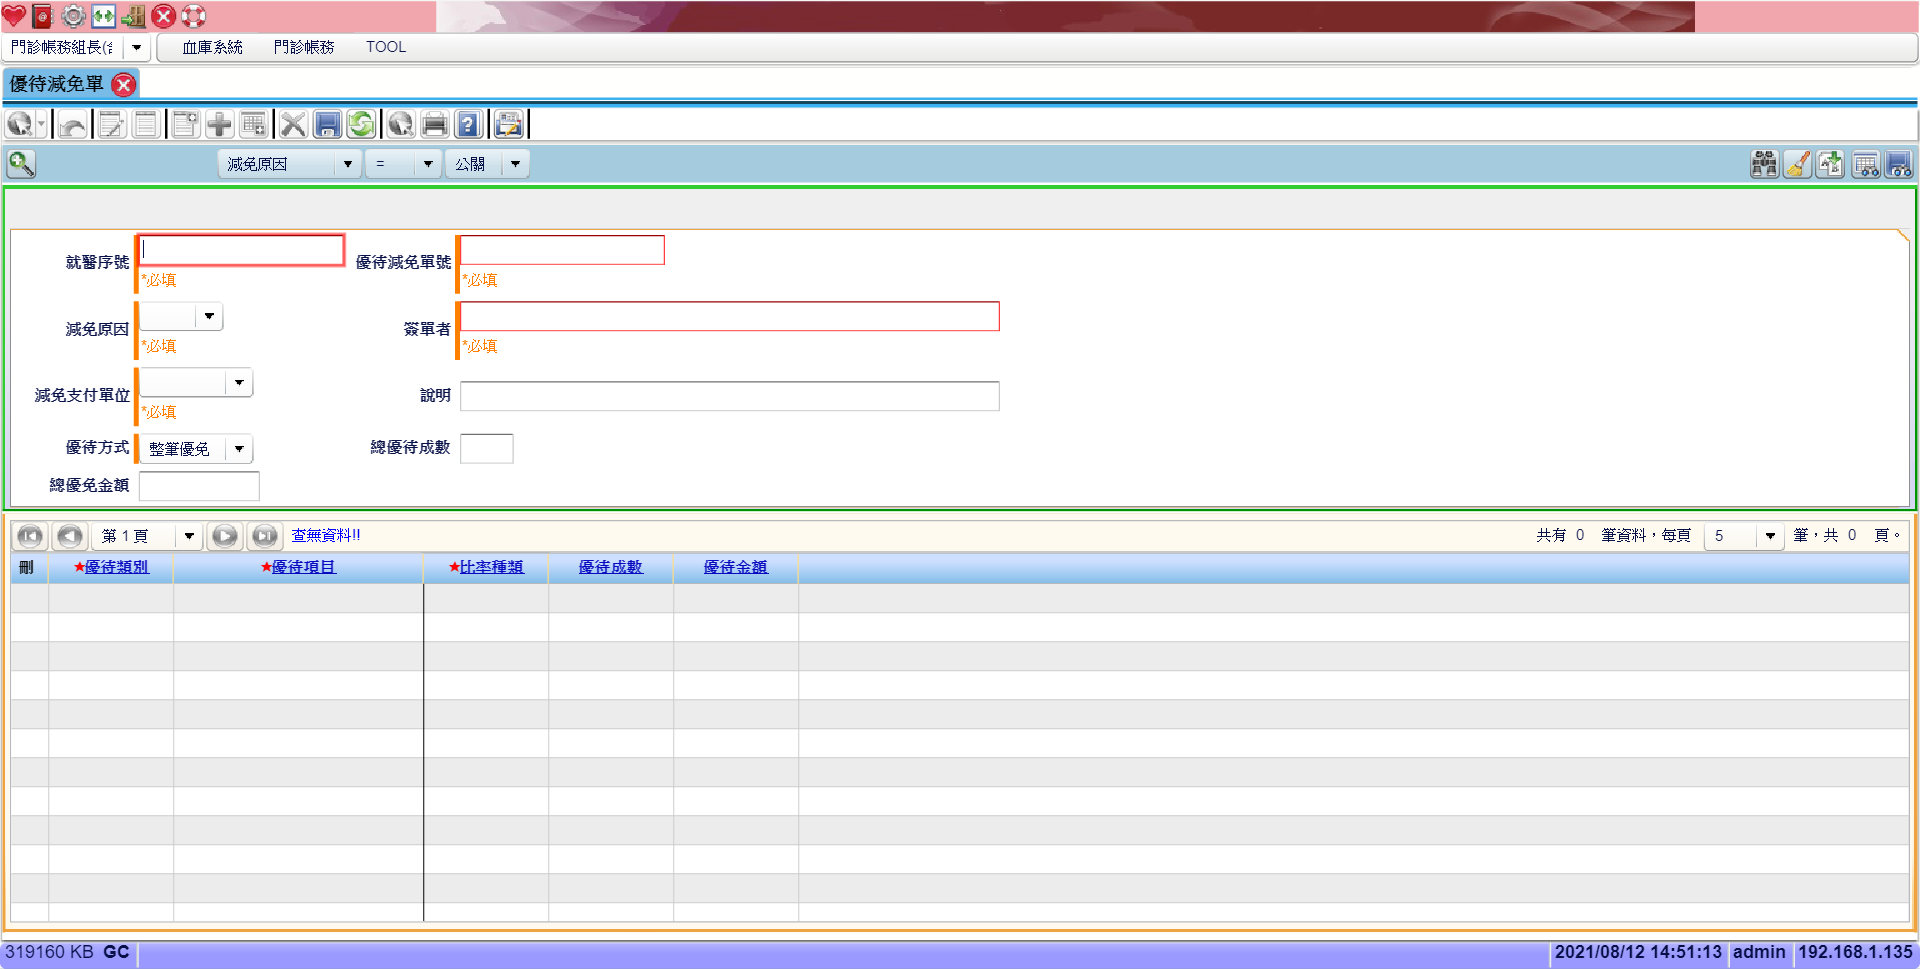 門診帳務組長(含 血庫系統 門診帳務 TOOL
優待減免單
減免原因 = 公關
就醫序號 *必填 優待減免單號 *必填
減免原因 *必填 簽單者 *必填
減免支付單位 *必填 說明
優待方式 整筆優免 總優待成數
總優免金額
第 1 頁 查無資料!! 共有 0 筆資料，每頁 5 筆，共 0 頁。
刪 ★優待類別 ★優待項目 ★比率種類 優待成數 優待金額
319160 KB GC 2021/08/12 14:51:13 admin 192.168.1.135